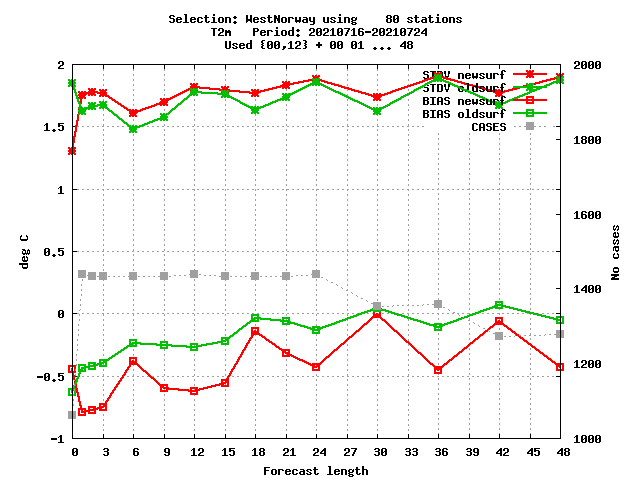 Selection: WestNorway using    80 stations
T2m   Period: 20210716-20210724
Used {00,12} + 00 01 ... 48
deg C
2
1.5
1
0.5
0
-0.5
-1
STDV newsurf
STDV oldsurf
BIAS newsurf
BIAS oldsurf
CASES
2000
1800
1600
1400
1200
1000
No cases
0 3 6 9 12 15 18 21 24 27 30 33 36 39 42 45 48
Forecast length